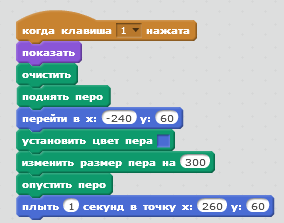 когда клавиша 1 нажата
показать
очистить
поднять перо
перейти в x: -240 y: 60
установить цвет пера
изменить размер пера на 300
опустить перо
плыть 1 секунд в точку x: 260 y: 60